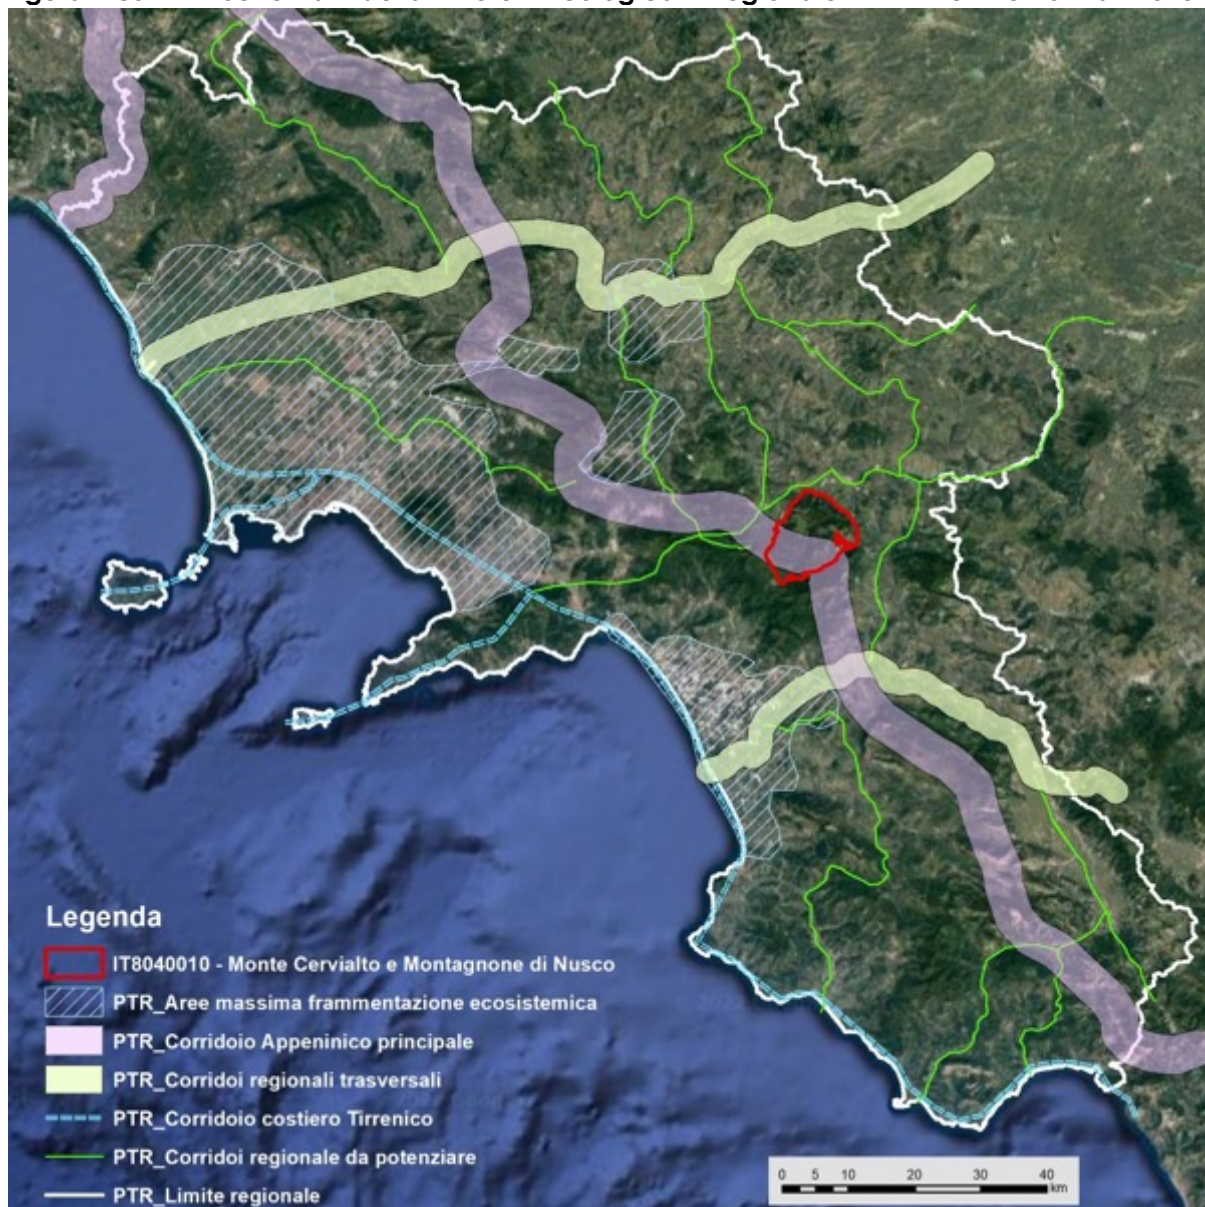 Legenda
IT8040010 - Monte Cervialto e Montagnone di Nusco
PTR_Aree massima frammentazione ecosistemica
PTR_Corridoio Appeninico principale
PTR_Corridoi regionali trasversali
PTR_Corridoio costiero Tirrenico
PTR_Corridoi regionale da potenziare
PTR_Limite regionale
0 5 10 20 30 40
km